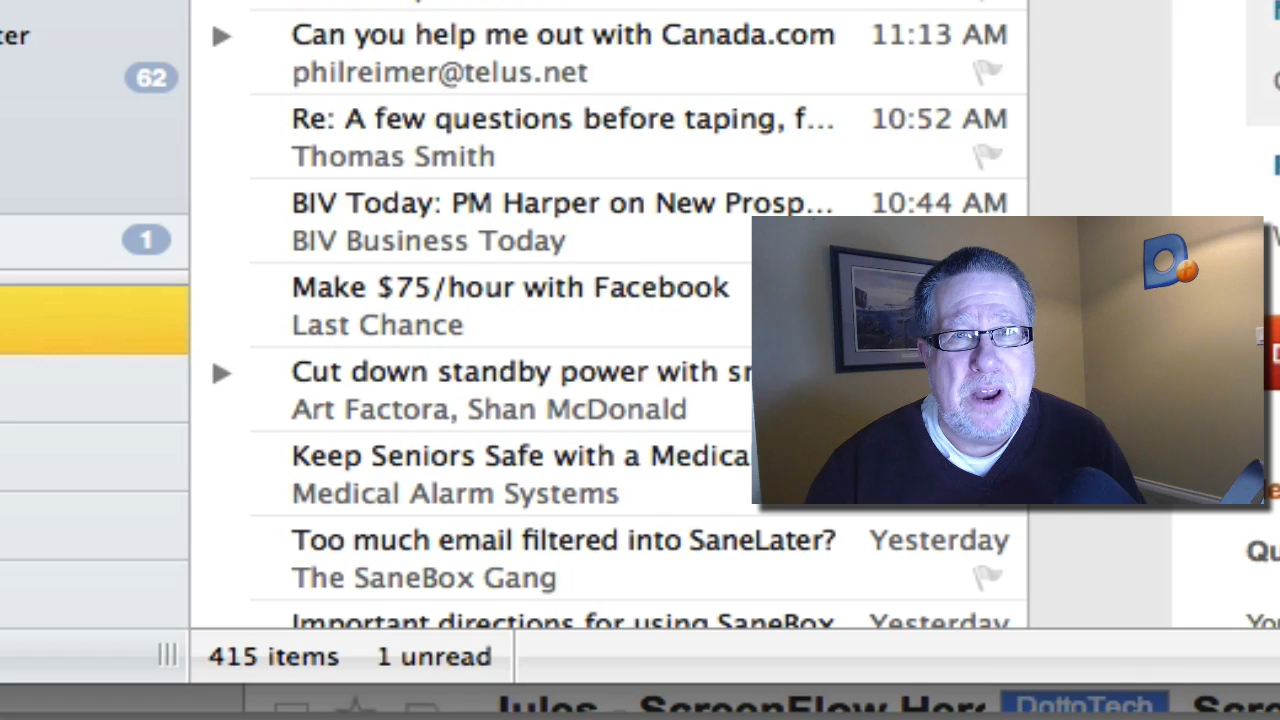 Can you help me out with Canada.com 11:13 AM
philreimer@telus.net
62
Re: A few questions before taping, f... 10:52 AM
Thomas Smith
BIV Today: PM Harper on New Prosp... 10:44 AM
BIV Business Today
1
Make $75/hour with Facebook
Last Chance
Cut down standby power with
Art Factora, Shan McDonald
Keep Seniors Safe with a Medica
Medical Alarm Systems
Too much email filtered into SaneLater? Yesterday
The SaneBox Gang
Important directions for using SaneBox Yesterday
415 items 1 unread
Jules - ScreenFlow Hero DottoTech